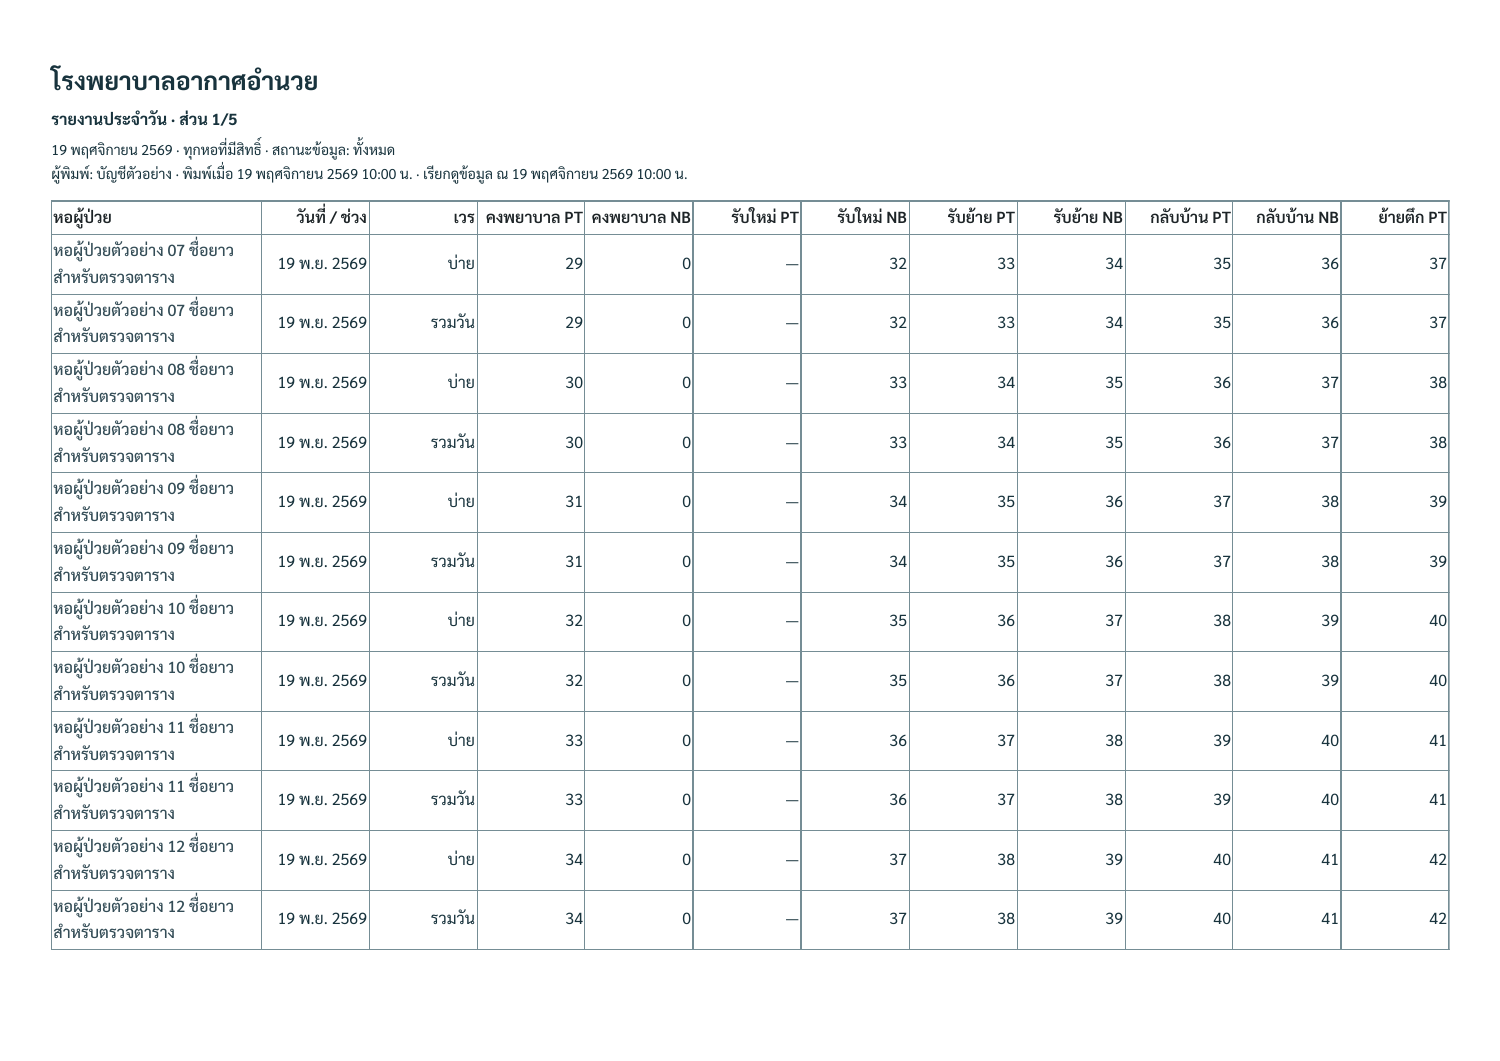 โรงพยาบาลอากาศอำนวย
รายงานประจำวัน · ส่วน 1/5
19 พฤศจิกายน 2569 · ทุกหอที่มีสิทธิ์ · สถานะข้อมูล: ทั้งหมด
ผู้พิมพ์: บัญชีตัวอย่าง · พิมพ์เมื่อ 19 พฤศจิกายน 2569 10:00 น. · เรียกดูข้อมูล ณ 19 พฤศจิกายน 2569 10:00 น.
หอผู้ป่วย วันที่ / ช่วง เวร คงพยาบาล PT คงพยาบาล NB รับใหม่ PT รับใหม่ NB รับย้าย PT รับย้าย NB กลับบ้าน PT กลับบ้าน NB ย้ายตึก PT
หอผู้ป่วยตัวอย่าง 07 ชื่อยาว
สำหรับตรวจตาราง 19 พ.ย. 2569 บ่าย 29 0 — 32 33 34 35 36 37
หอผู้ป่วยตัวอย่าง 07 ชื่อยาว
สำหรับตรวจตาราง 19 พ.ย. 2569 รวมวัน 29 0 — 32 33 34 35 36 37
หอผู้ป่วยตัวอย่าง 08 ชื่อยาว
สำหรับตรวจตาราง 19 พ.ย. 2569 บ่าย 30 0 — 33 34 35 36 37 38
หอผู้ป่วยตัวอย่าง 08 ชื่อยาว
สำหรับตรวจตาราง 19 พ.ย. 2569 รวมวัน 30 0 — 33 34 35 36 37 38
หอผู้ป่วยตัวอย่าง 09 ชื่อยาว
สำหรับตรวจตาราง 19 พ.ย. 2569 บ่าย 31 0 — 34 35 36 37 38 39
หอผู้ป่วยตัวอย่าง 09 ชื่อยาว
สำหรับตรวจตาราง 19 พ.ย. 2569 รวมวัน 31 0 — 34 35 36 37 38 39
หอผู้ป่วยตัวอย่าง 10 ชื่อยาว
สำหรับตรวจตาราง 19 พ.ย. 2569 บ่าย 32 0 — 35 36 37 38 39 40
หอผู้ป่วยตัวอย่าง 10 ชื่อยาว
สำหรับตรวจตาราง 19 พ.ย. 2569 รวมวัน 32 0 — 35 36 37 38 39 40
หอผู้ป่วยตัวอย่าง 11 ชื่อยาว
สำหรับตรวจตาราง 19 พ.ย. 2569 บ่าย 33 0 — 36 37 38 39 40 41
หอผู้ป่วยตัวอย่าง 11 ชื่อยาว
สำหรับตรวจตาราง 19 พ.ย. 2569 รวมวัน 33 0 — 36 37 38 39 40 41
หอผู้ป่วยตัวอย่าง 12 ชื่อยาว
สำหรับตรวจตาราง 19 พ.ย. 2569 บ่าย 34 0 — 37 38 39 40 41 42
หอผู้ป่วยตัวอย่าง 12 ชื่อยาว
สำหรับตรวจตาราง 19 พ.ย. 2569 รวมวัน 34 0 — 37 38 39 40 41 42